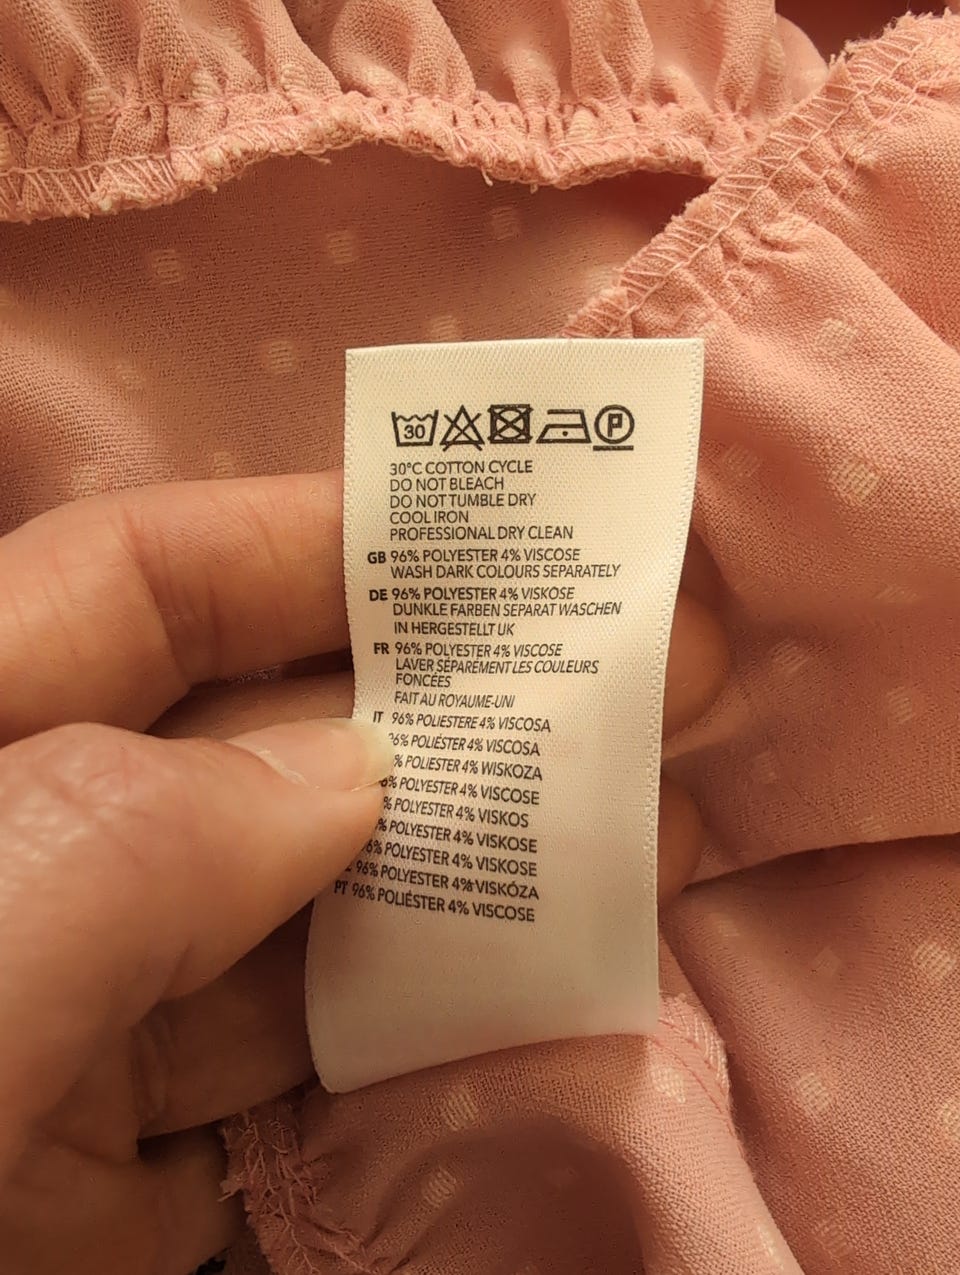 30 P
30°C COTTON CYCLE
DO NOT BLEACH
DO NOT TUMBLE DRY
COOL IRON
PROFESSIONAL DRY CLEAN
GB 96% POLYESTER 4% VISCOSE
WASH DARK COLOURS SEPARATELY
DE 96% POLYESTER 4% VISKOSE
DUNKLE FARBEN SEPARAT WASCHEN
IN HERGESTELLT UK
FR 96% POLYESTER 4% VISCOSE
LAVER SÉPARÉMENT LES COULEURS
FONCÉES
FAIT AU ROYAUME-UNI
IT 96% POLIESTERE 4% VISCOSA
96% POLIÉSTER 4% VISCOSA
% POLIESTER 4% WISKOZA
6% POLYESTER 4% VISCOSE
% POLYESTER 4% VISKOS
% POLYESTER 4% VISKOSE
6% POLYESTER 4% VISKOSE
96% POLYESTER 4% VISKÓZA
PT 96% POLIÉSTER 4% VISCOSE